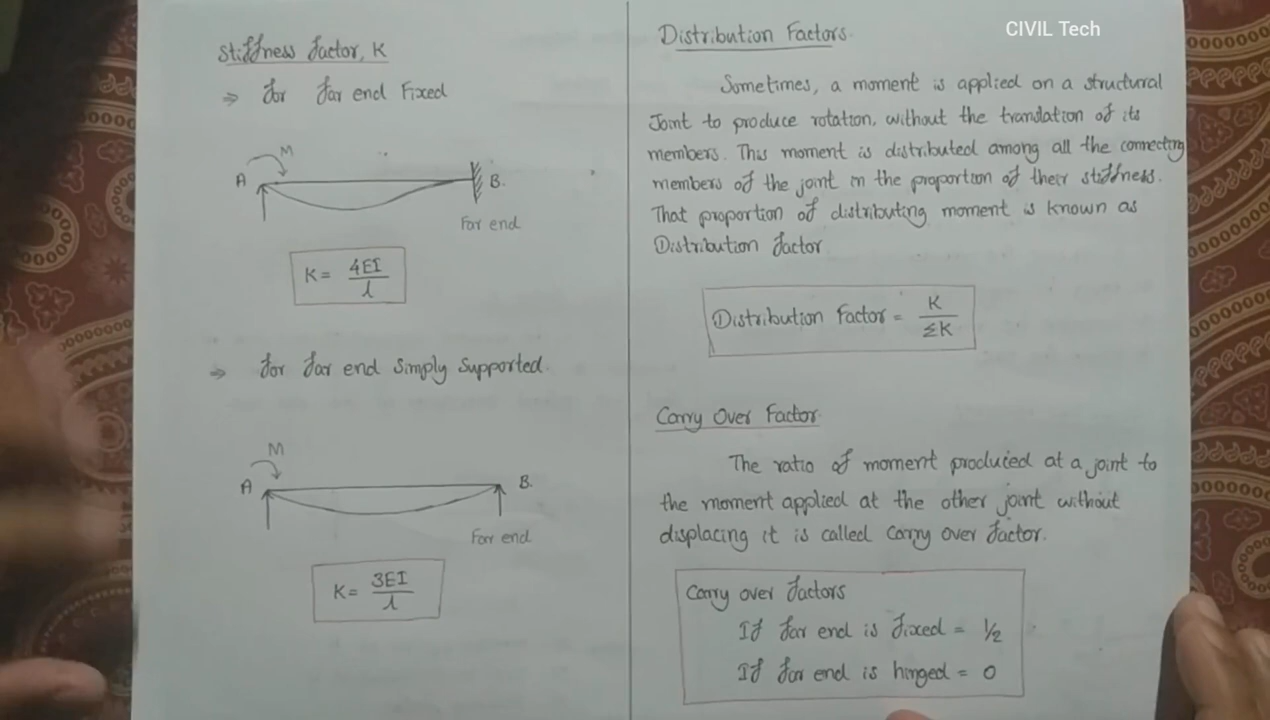 CIVIL Tech
Stiffness factor, K
⇒ for far end Fixed
M
A
B.
Far end
K = 4EI / l
⇒ for far end Simply Supported.
M
A
B.
Far end
K = 3EI / l
Distribution Factors.
Sometimes, a moment is applied on a structural
Joint to produce rotation, without the translation of its
members. This moment is distributed among all the connecting
members of the joint in the proportion of their stiffness.
That proportion of distributing moment is known as
Distribution factor
Distribution Factor = K / ΣK
Carry Over Factor
The ratio of moment producied at a joint to
the moment applied at the other joint without
displacing it is called carry over factor.
Carry over factors
If far end is fixed = 1/2
If far end is hinged = 0